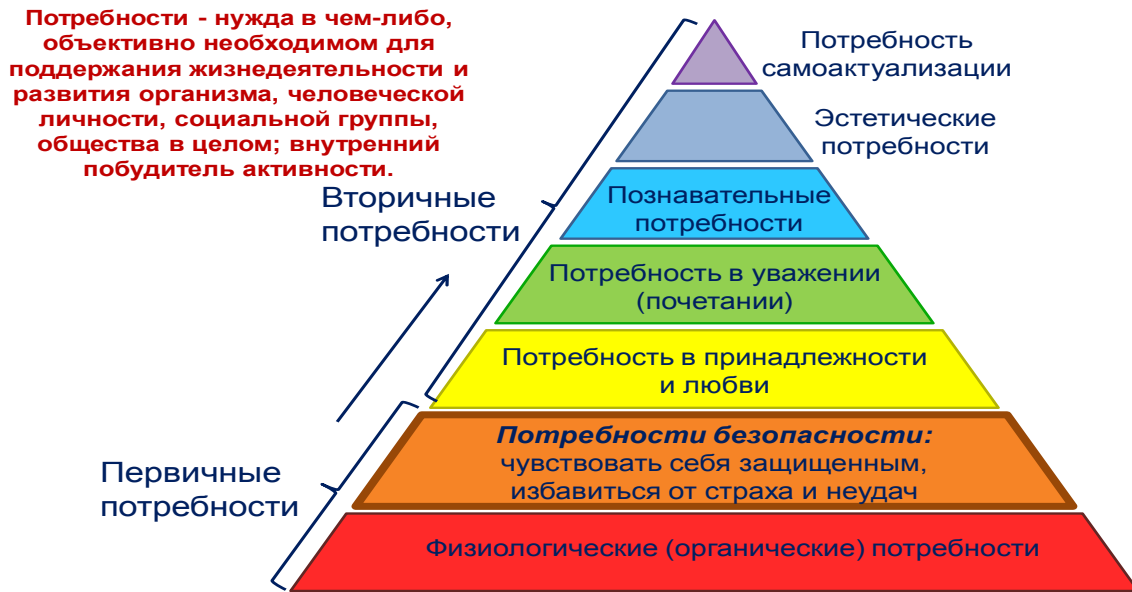 Потребности - нужда в чем-либо,
объективно необходимом для
поддержания жизнедеятельности и
развития организма, человеческой
личности, социальной группы,
общества в целом; внутренний
побудитель активности.
Потребность
самоактуализации
Эстетические
потребности
Вторичные
потребности
Познавательные
потребности
Потребность в уважении
(почетании)
Потребность в принадлежности
и любви
Первичные
потребности
Потребности безопасности:
чувствовать себя защищенным,
избавиться от страха и неудач
Физиологические (органические) потребности